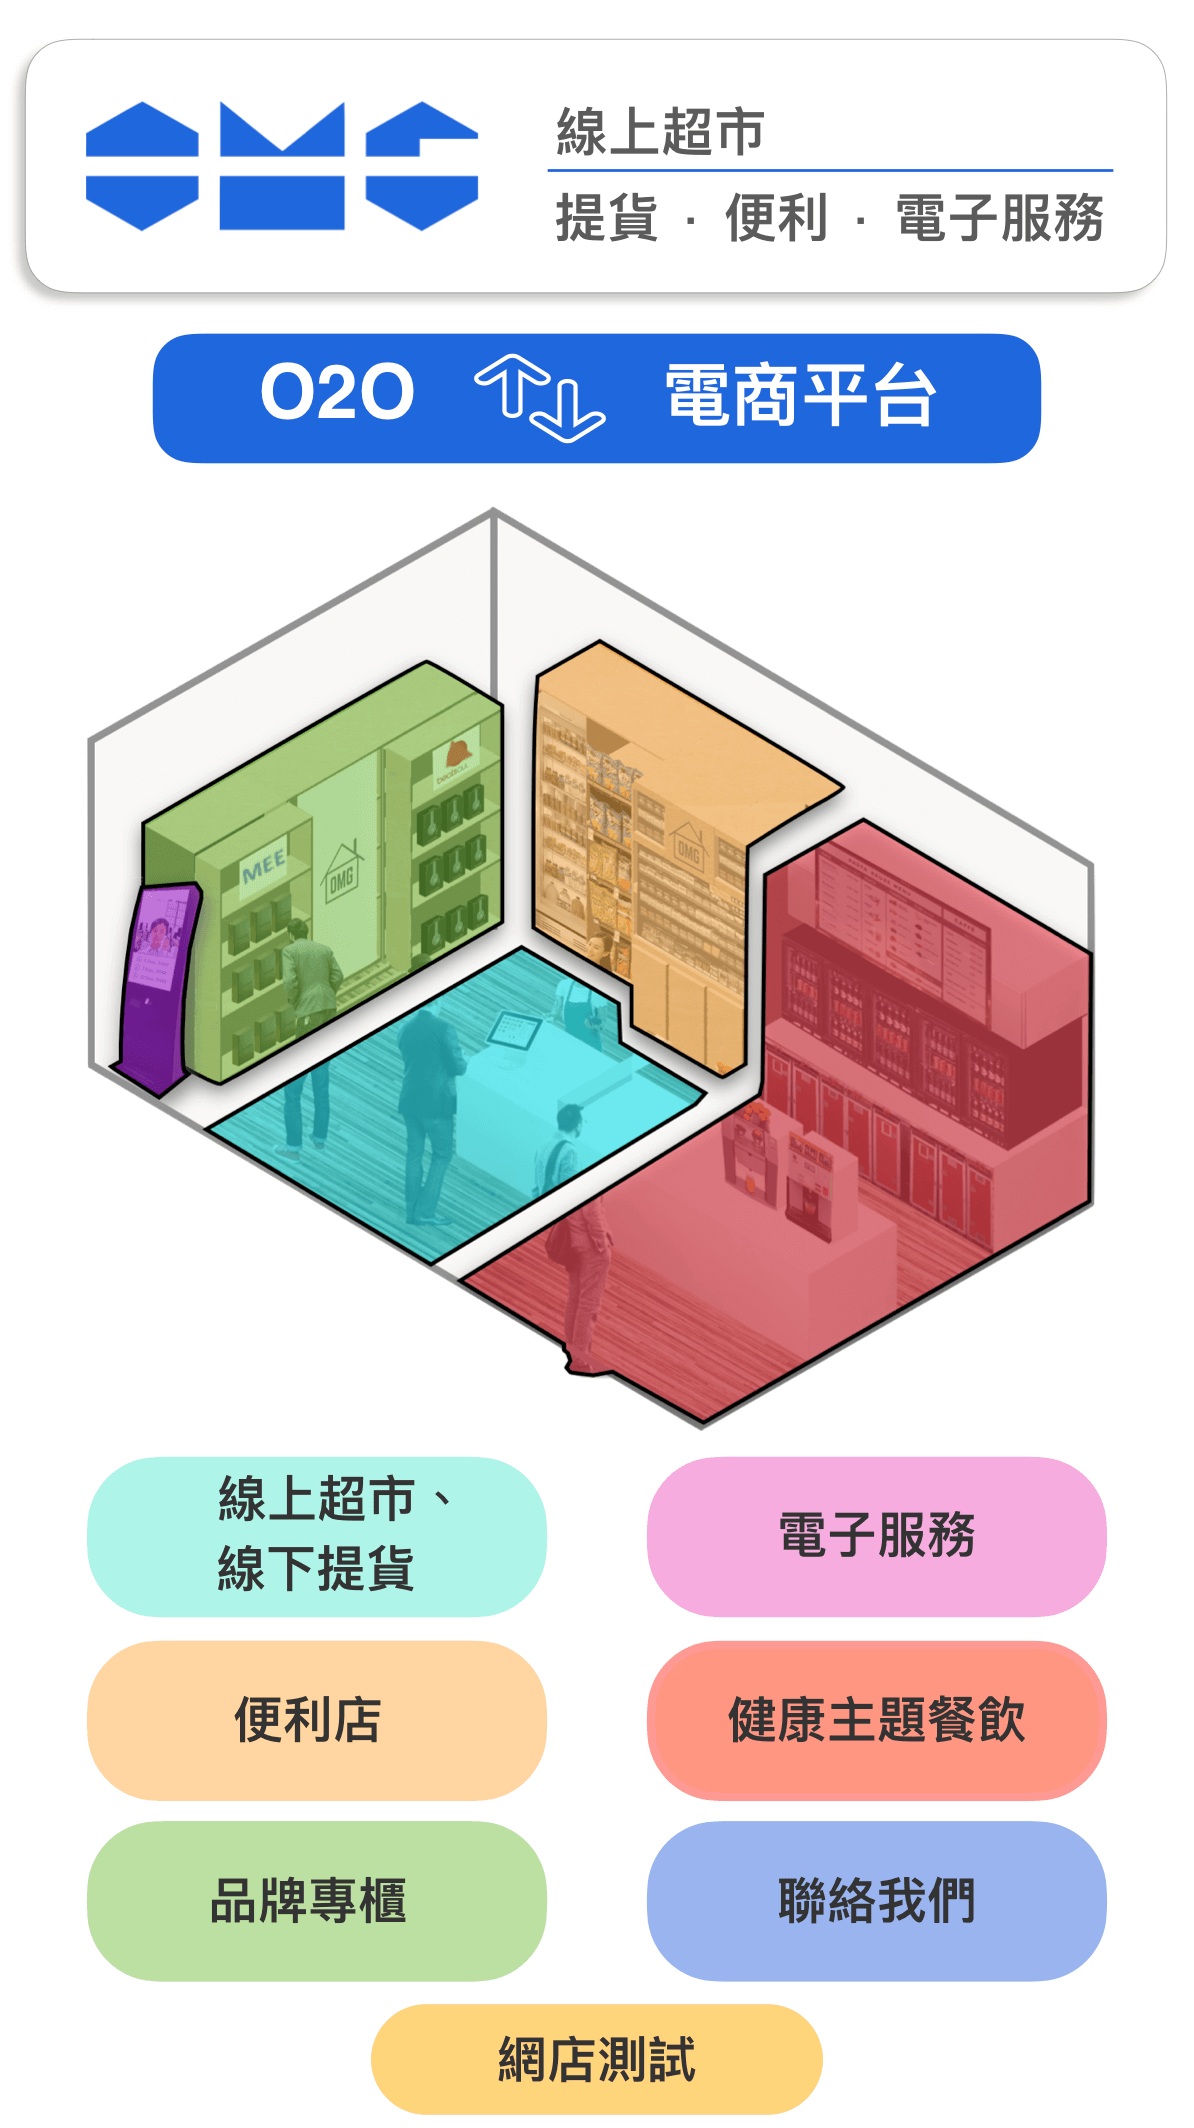 OMG
線上超市
提貨 · 便利 · 電子服務
O2O 電商平台
MEE
OMG
OMG
線上超市、
線下提貨
電子服務
便利店
健康主題餐飲
品牌專櫃
聯絡我們
網店測試